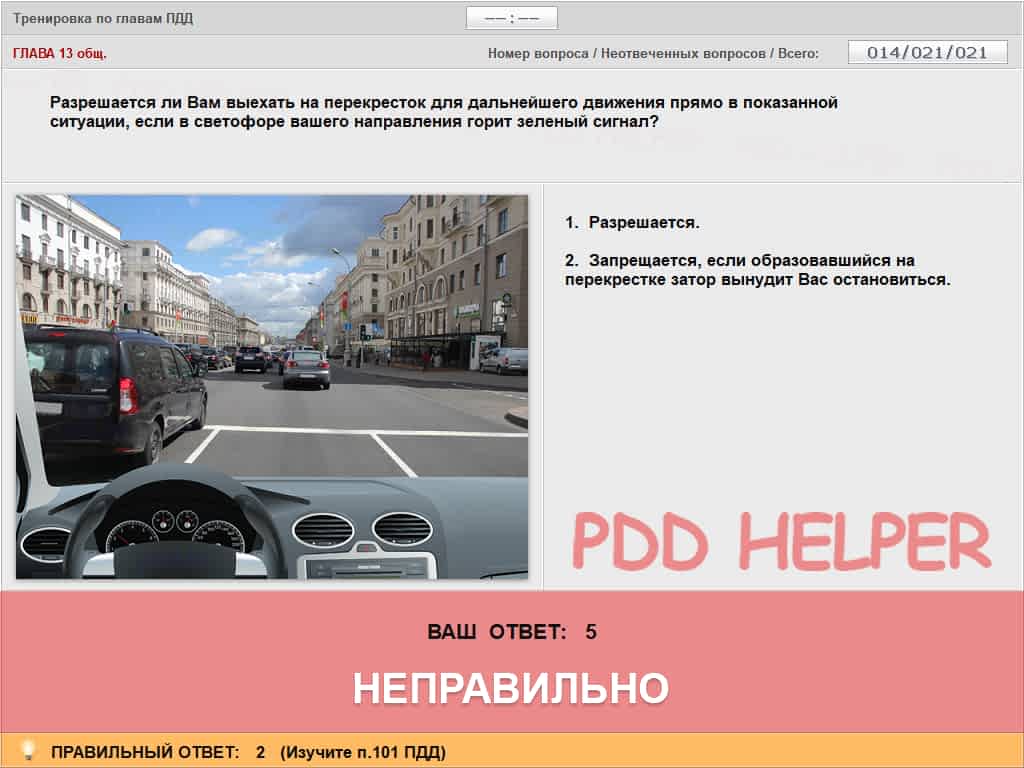 Тренировка по главам ПДД
—— : ——
ГЛАВА 13 общ.
Номер вопроса / Неотвеченных вопросов / Всего:
014/021/021
Разрешается ли Вам выехать на перекресток для дальнейшего движения прямо в показанной
ситуации, если в светофоре вашего направления горит зеленый сигнал?
1. Разрешается.
2. Запрещается, если образовавшийся на
перекрестке затор вынудит Вас остановиться.
PDD HELPER
ВАШ ОТВЕТ: 5
НЕПРАВИЛЬНО
ПРАВИЛЬНЫЙ ОТВЕТ: 2 (Изучите п.101 ПДД)